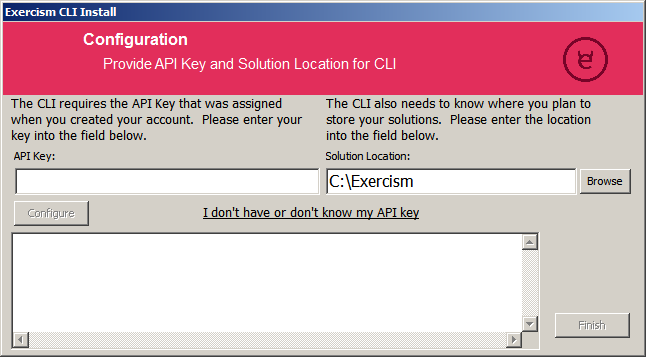 Exercism CLI Install
Configuration
Provide API Key and Solution Location for CLI
The CLI requires the API Key that was assigned
when you created your account.  Please enter your
key into the field below.
The CLI also needs to know where you plan to
store your solutions.  Please enter the location
into the field below.
API Key:
Solution Location:
C:\Exercism
Browse
Configure
I don't have or don't know my API key
Finish